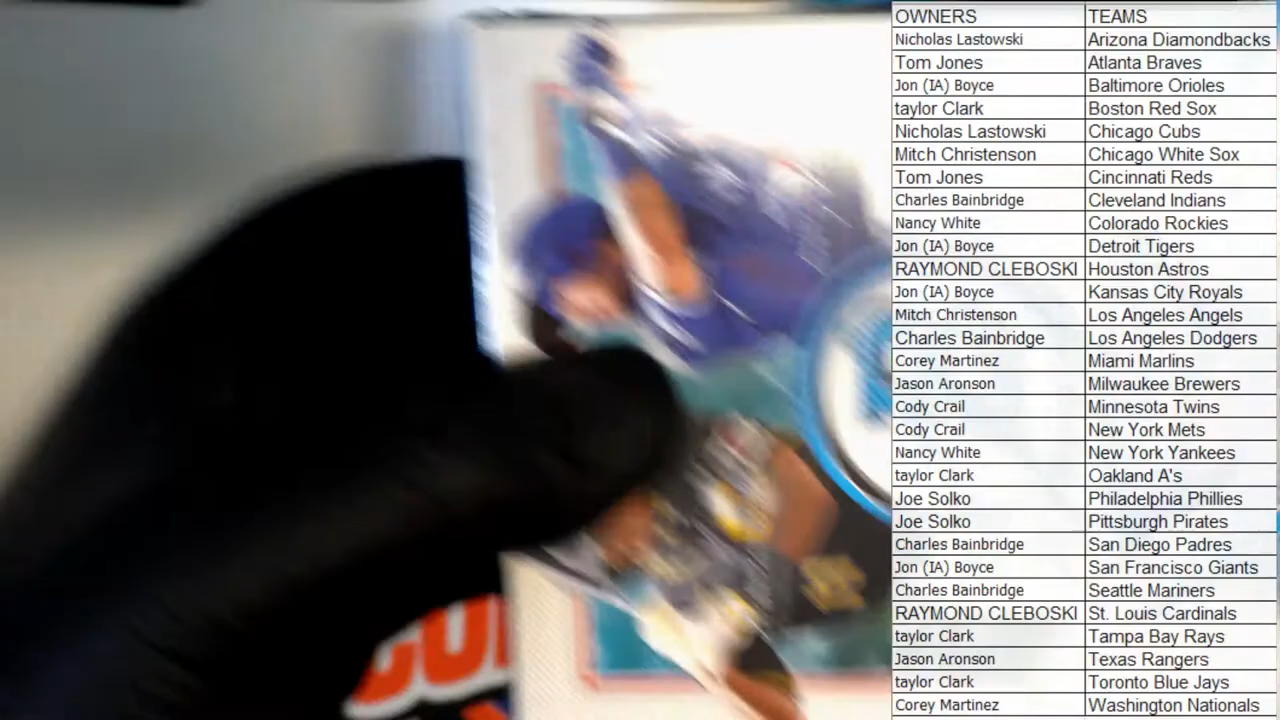 OWNERS TEAMS
Nicholas Lastowski Arizona Diamondbacks
Tom Jones Atlanta Braves
Jon (IA) Boyce Baltimore Orioles
taylor Clark Boston Red Sox
Nicholas Lastowski Chicago Cubs
Mitch Christenson Chicago White Sox
Tom Jones Cincinnati Reds
Charles Bainbridge Cleveland Indians
Nancy White Colorado Rockies
Jon (IA) Boyce Detroit Tigers
RAYMOND CLEBOSKI Houston Astros
Jon (IA) Boyce Kansas City Royals
Mitch Christenson Los Angeles Angels
Charles Bainbridge Los Angeles Dodgers
Corey Martinez Miami Marlins
Jason Aronson Milwaukee Brewers
Cody Crail Minnesota Twins
Cody Crail New York Mets
Nancy White New York Yankees
taylor Clark Oakland A's
Joe Solko Philadelphia Phillies
Joe Solko Pittsburgh Pirates
Charles Bainbridge San Diego Padres
Jon (IA) Boyce San Francisco Giants
Charles Bainbridge Seattle Mariners
RAYMOND CLEBOSKI St. Louis Cardinals
taylor Clark Tampa Bay Rays
Jason Aronson Texas Rangers
taylor Clark Toronto Blue Jays
Corey Martinez Washington Nationals